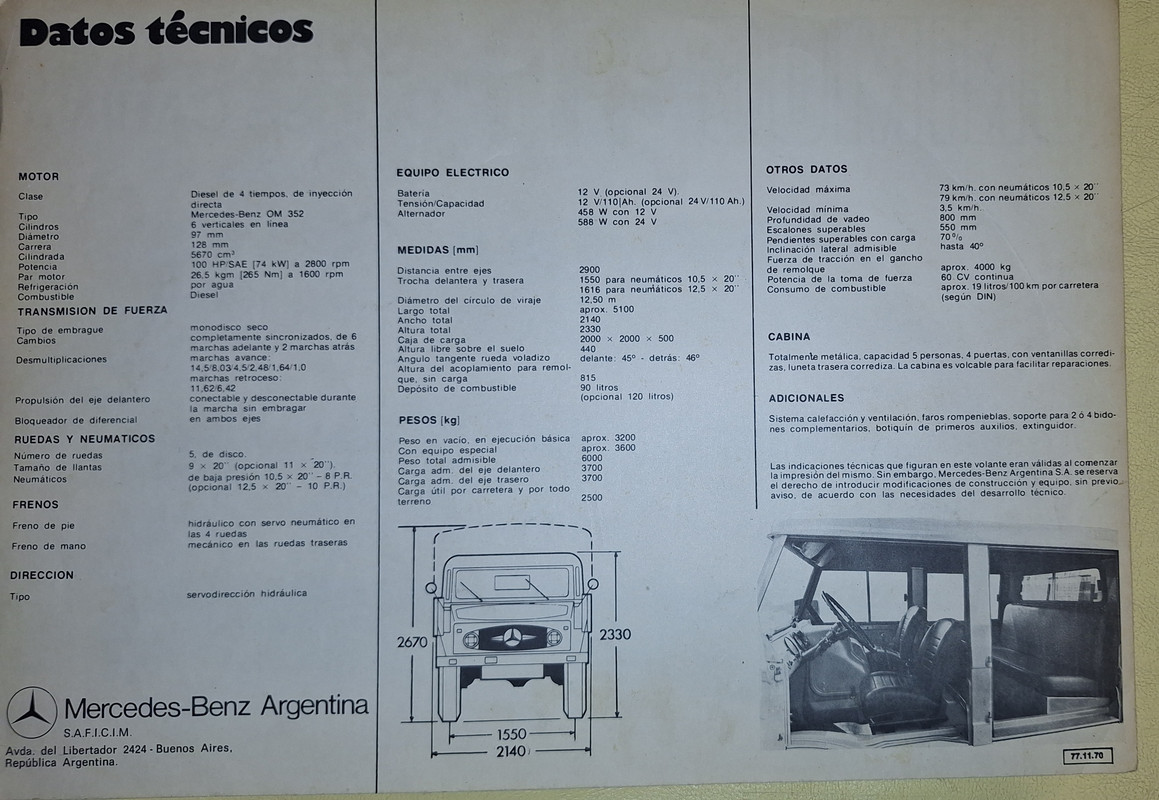 Datos técnicos
MOTOR
Clase Diesel de 4 tiempos, de inyección
directa
Tipo Mercedes-Benz OM 352
Cilindros 6 verticales en línea
Diámetro 97 mm
Carrera 128 mm
Cilindrada 5670 cm³
Potencia 100 HP/SAE [74 kW] a 2800 rpm
Par motor 26,5 kgm [265 Nm] a 1600 rpm
Refrigeración por agua
Combustible Diesel
TRANSMISION DE FUERZA
Tipo de embrague monodisco seco
Cambios completamente sincronizados, de 6
marchas adelante y 2 marchas atrás
Desmultiplicaciones marchas avance:
14,5/8,03/4,5/2,48/1,64/1,0
marchas retroceso:
11,62/6,42
Propulsión del eje delantero conectable y desconectable durante
la marcha sin embragar
Bloqueador de diferencial en ambos ejes
RUEDAS Y NEUMATICOS
Número de ruedas 5, de disco.
Tamaño de llantas 9 × 20'' (opcional 11 × 20'').
Neumáticos de baja presión 10,5 × 20'' – 8 P.R.
(opcional 12,5 × 20'' – 10 P.R.)
FRENOS
Freno de pie hidráulico con servo neumático en
las 4 ruedas
Freno de mano mecánico en las ruedas traseras
DIRECCION
Tipo servodirección hidráulica
Mercedes-Benz Argentina
S.A.F.I.C.I.M.
Avda. del Libertador 2424 - Buenos Aires,
República Argentina.
EQUIPO ELECTRICO
Batería 12 V (opcional 24 V).
Tensión/Capacidad 12 V/110|Ah. (opcional 24 V/110 Ah.)
Alternador 458 W con 12 V
588 W con 24 V
MEDIDAS [mm]
Distancia entre ejes 2900
Trocha delantera y trasera 1550 para neumáticos 10,5 × 20''
1616 para neumáticos 12,5 × 20''
Diámetro del círculo de viraje 12,50 m
Largo total aprox. 5100
Ancho total 2140
Altura total 2330
Caja de carga 2000 × 2000 × 500
Altura libre sobre el suelo 440
Angulo tangente rueda voladizo delante: 45° - detrás: 46°
Altura del acoplamiento para remol-
que, sin carga 815
Depósito de combustible 90 litros
(opcional 120 litros)
PESOS [kg]
Peso en vacío, en ejecución básica aprox. 3200
Con equipo especial aprox. 3600
Peso total admisible 6000
Carga adm. del eje delantero 3700
Carga adm. del eje trasero 3700
Carga útil por carretera y por todo
terreno 2500
2670
2330
1550
2140
OTROS DATOS
Velocidad máxima 73 km/h. con neumáticos 10,5 × 20''
79 km/h. con neumáticos 12,5 × 20''
Velocidad mínima 3,5 km/h.
Profundidad de vadeo 800 mm
Escalones superables 550 mm
Pendientes superables con carga 70%
Inclinación lateral admisible hasta 40°
Fuerza de tracción en el gancho
de remolque aprox. 4000 kg
Potencia de la toma de fuerza 60 CV continua
Consumo de combustible aprox. 19 litros/100 km por carretera
(según DIN)
CABINA
Totalmente metálica, capacidad 5 personas, 4 puertas, con ventanillas corredi-
zas, luneta trasera corrediza. La cabina es volcable para facilitar reparaciones.
ADICIONALES
Sistema calefacción y ventilación, faros rompenieblas, soporte para 2 ó 4 bido-
nes complementarios, botiquín de primeros auxilios, extinguidor.
Las indicaciones técnicas que figuran en este volante eran válidas al comenzar
la impresión del mismo. Sin embargo, Mercedes-Benz Argentina S.A. se reserva
el derecho de introducir modificaciones de construcción y equipo, sin previo
aviso, de acuerdo con las necesidades del desarrollo técnico.
77.11.70